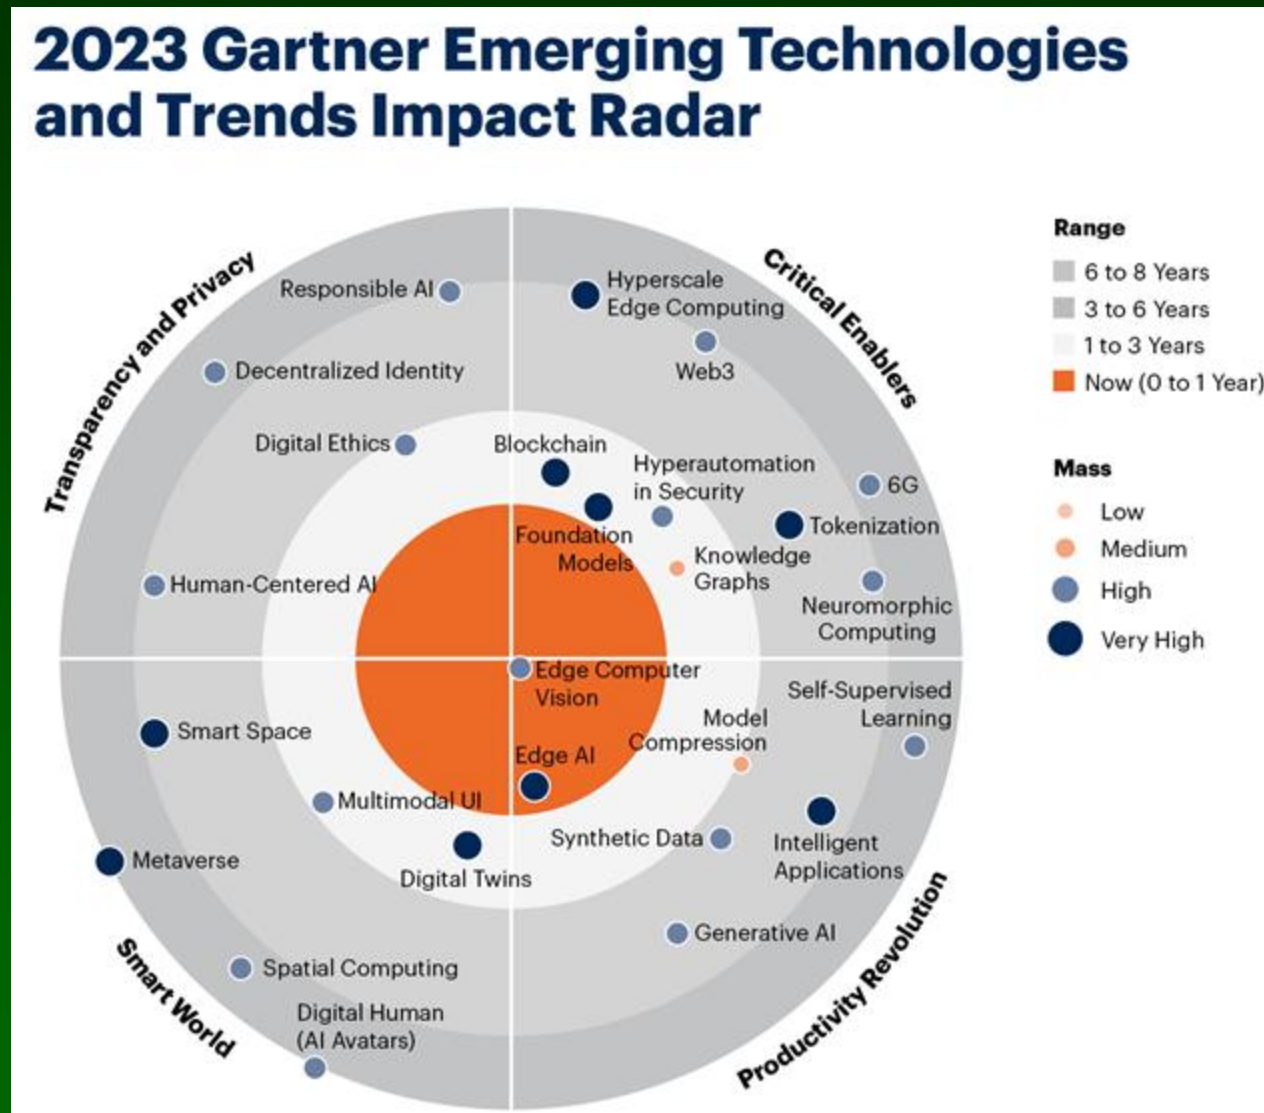 2023 Gartner Emerging Technologies
and Trends Impact Radar
Transparency and Privacy
Critical Enablers
Smart World
Productivity Revolution
Responsible AI
Decentralized Identity
Digital Ethics
Human-Centered AI
Hyperscale
Edge Computing
Web3
Blockchain
Hyperautomation
in Security
Foundation
Models
Knowledge
Graphs
6G
Tokenization
Neuromorphic
Computing
Smart Space
Multimodal UI
Metaverse
Digital Twins
Spatial Computing
Digital Human
(AI Avatars)
Edge Computer
Vision
Edge AI
Model
Compression
Self-Supervised
Learning
Synthetic Data
Intelligent
Applications
Generative AI
Range
6 to 8 Years
3 to 6 Years
1 to 3 Years
Now (0 to 1 Year)
Mass
Low
Medium
High
Very High